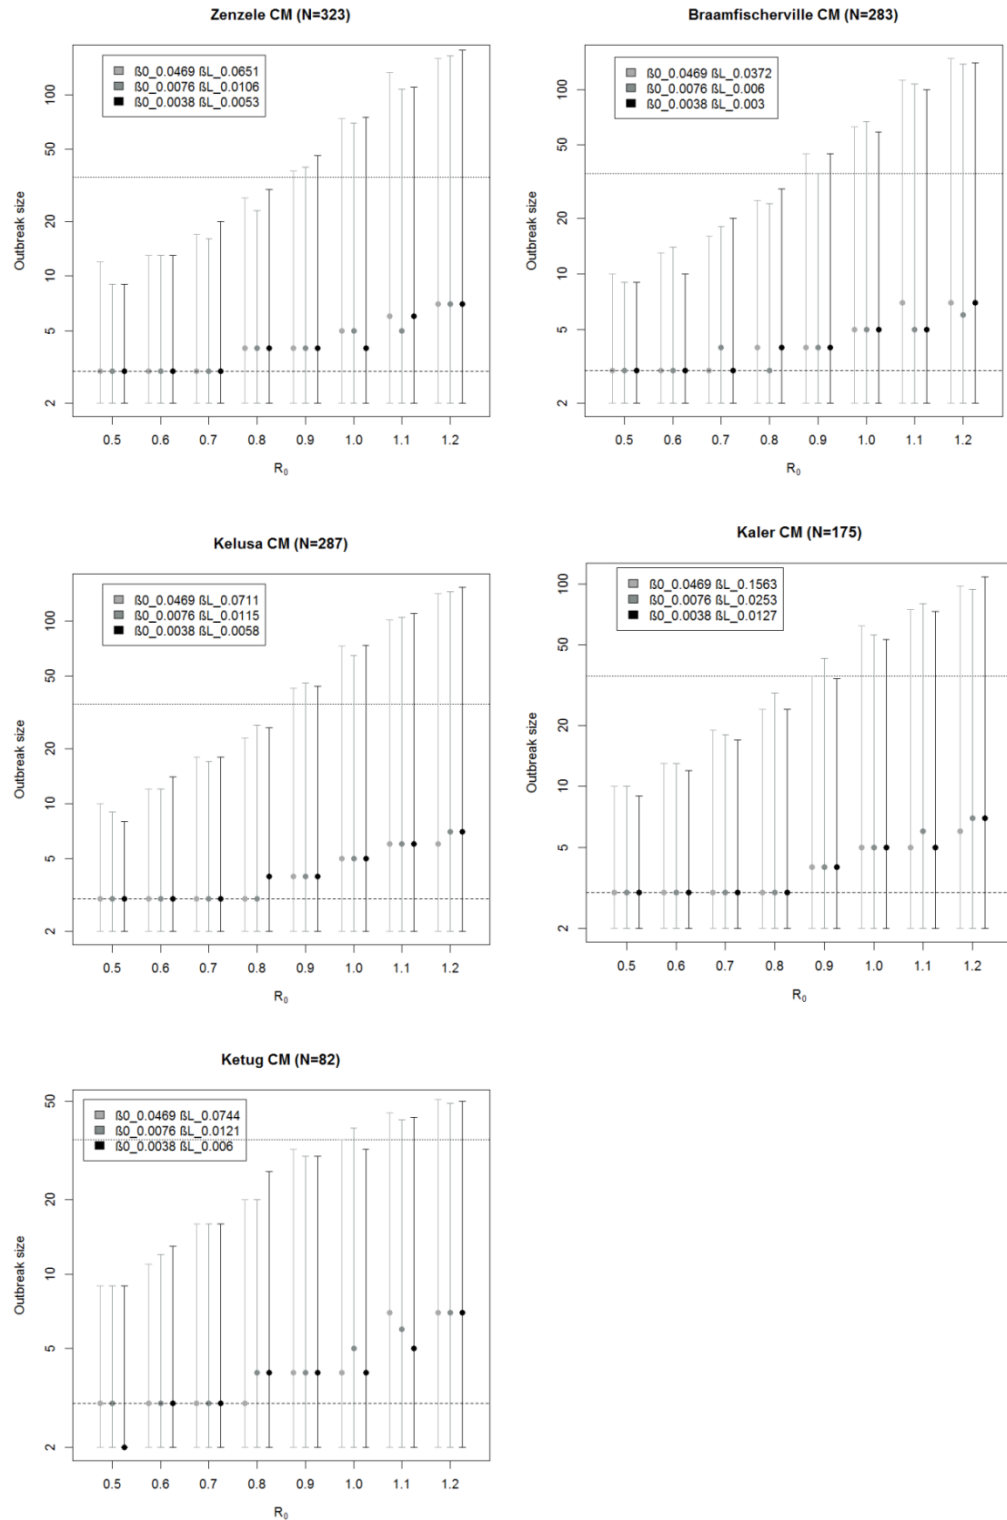 Zenzele CM (N=323)
ß0_0.0469 ßL_0.0651
ß0_0.0076 ßL_0.0106
ß0_0.0038 ßL_0.0053
Outbreak size
100
50
20
10
5
2
0.5 0.6 0.7 0.8 0.9 1.0 1.1 1.2
R₀
Braamfischerville CM (N=283)
ß0_0.0469 ßL_0.0372
ß0_0.0076 ßL_0.006
ß0_0.0038 ßL_0.003
Outbreak size
100
50
20
10
5
2
0.5 0.6 0.7 0.8 0.9 1.0 1.1 1.2
R₀
Kelusa CM (N=287)
ß0_0.0469 ßL_0.0711
ß0_0.0076 ßL_0.0115
ß0_0.0038 ßL_0.0058
Outbreak size
100
50
20
10
5
2
0.5 0.6 0.7 0.8 0.9 1.0 1.1 1.2
R₀
Kaler CM (N=175)
ß0_0.0469 ßL_0.1563
ß0_0.0076 ßL_0.0253
ß0_0.0038 ßL_0.0127
Outbreak size
100
50
20
10
5
2
0.5 0.6 0.7 0.8 0.9 1.0 1.1 1.2
R₀
Ketug CM (N=82)
ß0_0.0469 ßL_0.0744
ß0_0.0076 ßL_0.0121
ß0_0.0038 ßL_0.006
Outbreak size
50
20
10
5
2
0.5 0.6 0.7 0.8 0.9 1.0 1.1 1.2
R₀